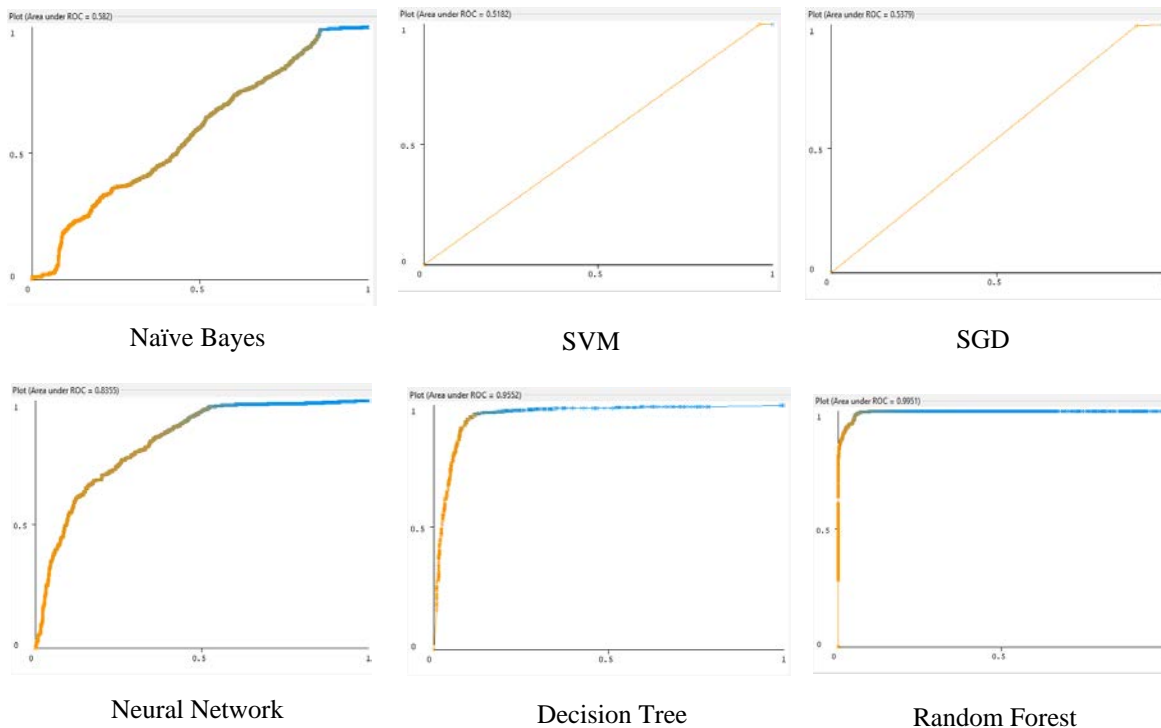 Plot (Area under ROC = 0.582)
1
0.5
0
0
0.5
1
Naïve Bayes
Plot (Area under ROC = 0.5182)
1
0.5
0
0
0.5
1
SVM
Plot (Area under ROC = 0.5379)
1
0.5
0
0
0.5
SGD
Plot (Area under ROC = 0.8355)
1
0.5
0
0
0.5
1
Neural Network
Plot (Area under ROC = 0.9552)
1
0.5
0
0
0.5
1
Decision Tree
Plot (Area under ROC = 0.9951)
1
0.5
0
0
0.5
Random Forest